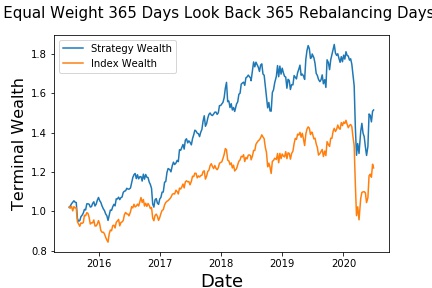 Equal Weight 365 Days Look Back 365 Rebalancing Days
Strategy Wealth
Index Wealth
Terminal Wealth
1.8
1.6
1.4
1.2
1.0
0.8
2016 2017 2018 2019 2020
Date